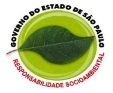 GOVERNO DO ESTADO DE SÃO PAULO
RESPONSABILIDADE SOCIOAMBIENTAL